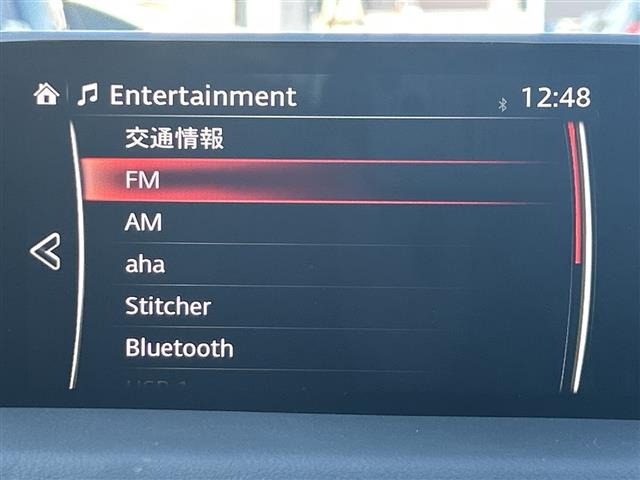 Entertainment 12:48
交通情報
FM
AM
aha
Stitcher
Bluetooth